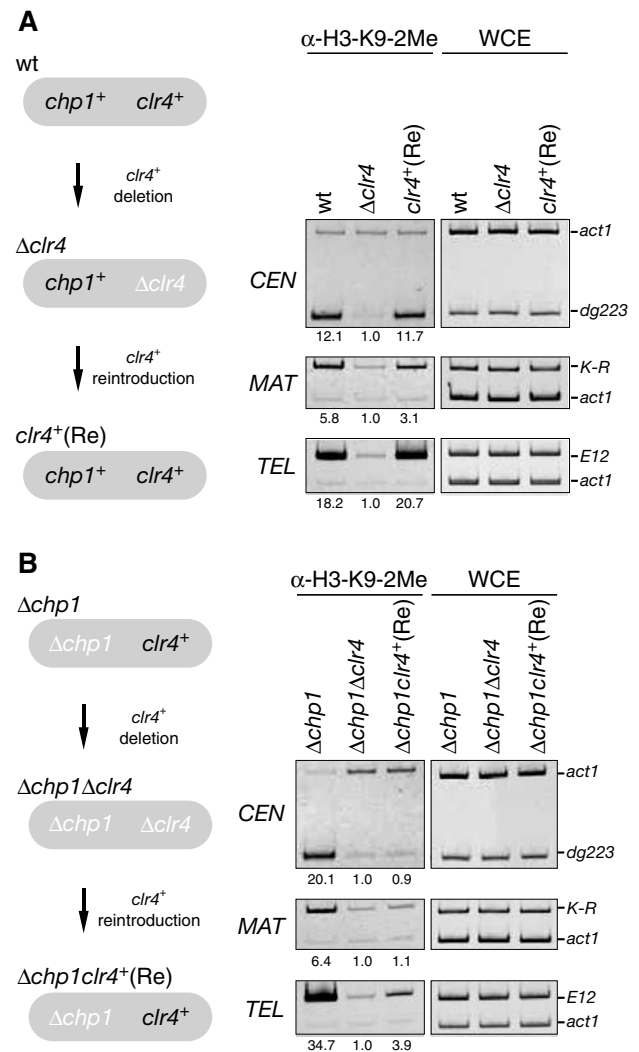 A
wt
chp1+ clr4+
clr4+
deletion
Δclr4
chp1+ Δclr4
clr4+
reintroduction
clr4+(Re)
chp1+ clr4+
α-H3-K9-2Me WCE
wt Δclr4 clr4+(Re) wt Δclr4 clr4+(Re)
act1
CEN
dg223
12.1 1.0 11.7
K-R
MAT
act1
5.8 1.0 3.1
E12
TEL
act1
18.2 1.0 20.7
B
Δchp1
Δchp1 clr4+
clr4+
deletion
Δchp1Δclr4
Δchp1 Δclr4
clr4+
reintroduction
Δchp1clr4+(Re)
Δchp1 clr4+
α-H3-K9-2Me WCE
Δchp1 Δchp1Δclr4 Δchp1clr4+(Re) Δchp1 Δchp1Δclr4 Δchp1clr4+(Re)
act1
CEN
dg223
20.1 1.0 0.9
K-R
MAT
act1
6.4 1.0 1.1
E12
TEL
act1
34.7 1.0 3.9